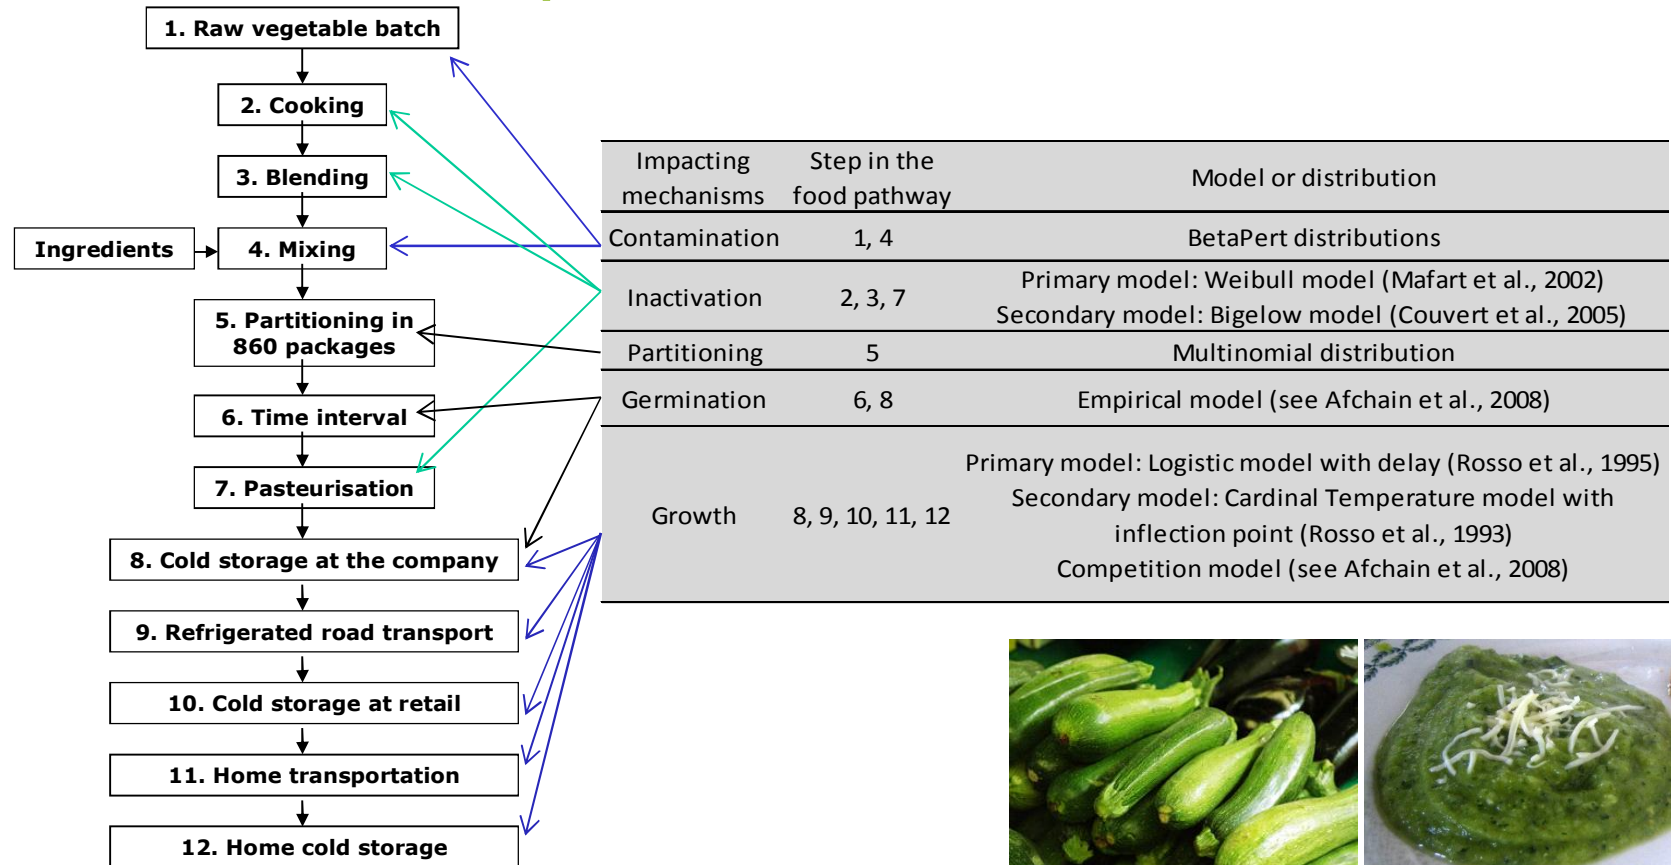 1. Raw vegetable batch
2. Cooking
3. Blending
Ingredients
4. Mixing
5. Partitioning in
860 packages
6. Time interval
7. Pasteurisation
8. Cold storage at the company
9. Refrigerated road transport
10. Cold storage at retail
11. Home transportation
12. Home cold storage
Impacting
mechanisms
Step in the
food pathway
Model or distribution
Contamination
1, 4
BetaPert distributions
Inactivation
2, 3, 7
Primary model: Weibull model (Mafart et al., 2002)
Secondary model: Bigelow model (Couvert et al., 2005)
Partitioning
5
Multinomial distribution
Germination
6, 8
Empirical model (see Afchain et al., 2008)
Growth
8, 9, 10, 11, 12
Primary model: Logistic model with delay (Rosso et al., 1995)
Secondary model: Cardinal Temperature model with
inflection point (Rosso et al., 1993)
Competition model (see Afchain et al., 2008)